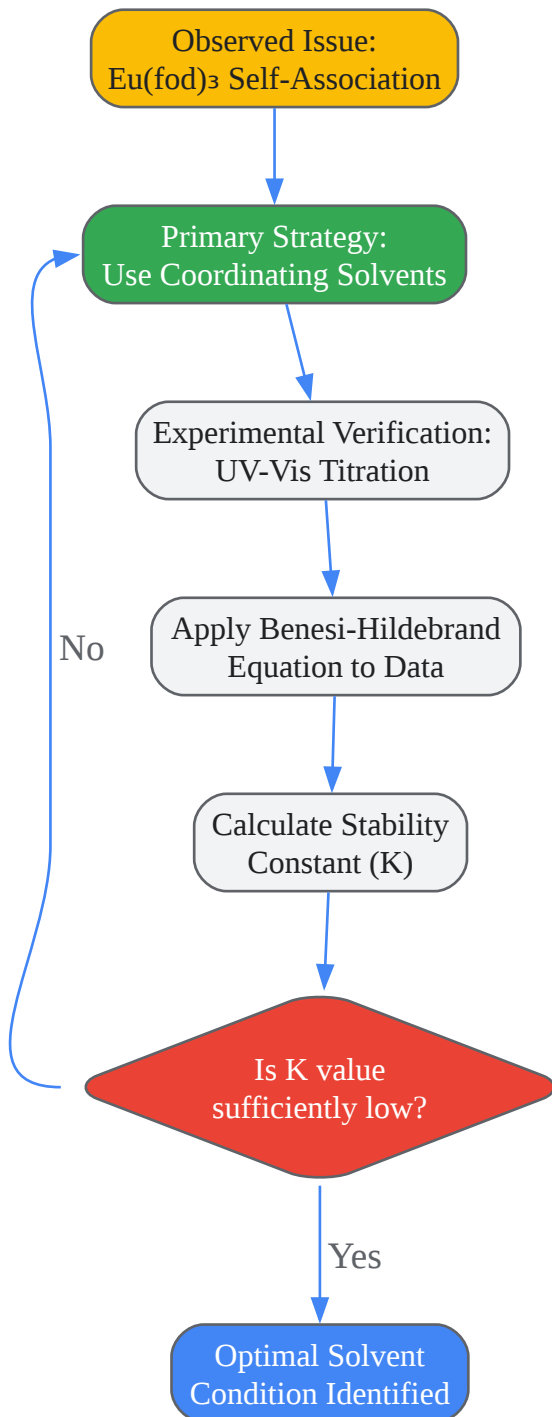 Observed Issue:
Eu(fod)₃ Self-Association
Primary Strategy:
Use Coordinating Solvents
Experimental Verification:
UV-Vis Titration
Apply Benesi-Hildebrand
Equation to Data
No
Calculate Stability
Constant (K)
Is K value
sufficiently low?
Yes
Optimal Solvent
Condition Identified